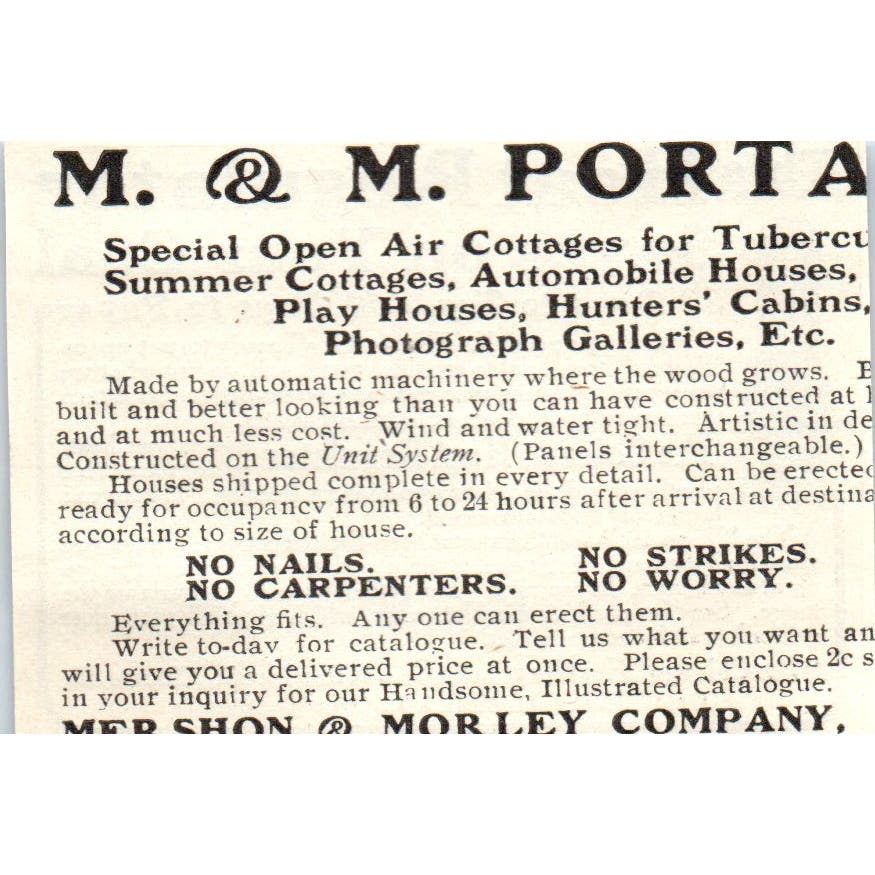 M. & M. PORTA
Special Open Air Cottages for Tubercu
Summer Cottages, Automobile Houses,
Play Houses, Hunters' Cabins,
Photograph Galleries, Etc.
Made by automatic machinery where the wood grows.
built and better looking than you can have constructed at
and at much less cost. Wind and water tight. Artistic in de
Constructed on the Unit System. (Panels interchangeable.)
Houses shipped complete in every detail. Can be erected
ready for occupancy from 6 to 24 hours after arrival at destina
according to size of house.
NO NAILS. NO STRIKES.
NO CARPENTERS. NO WORRY.
Everything fits. Any one can erect them.
Write to-day for catalogue. Tell us what you want an
will give you a delivered price at once. Please enclose 2c s
in your inquiry for our Handsome, Illustrated Catalogue.
MERSHON & MORLEY COMPANY,